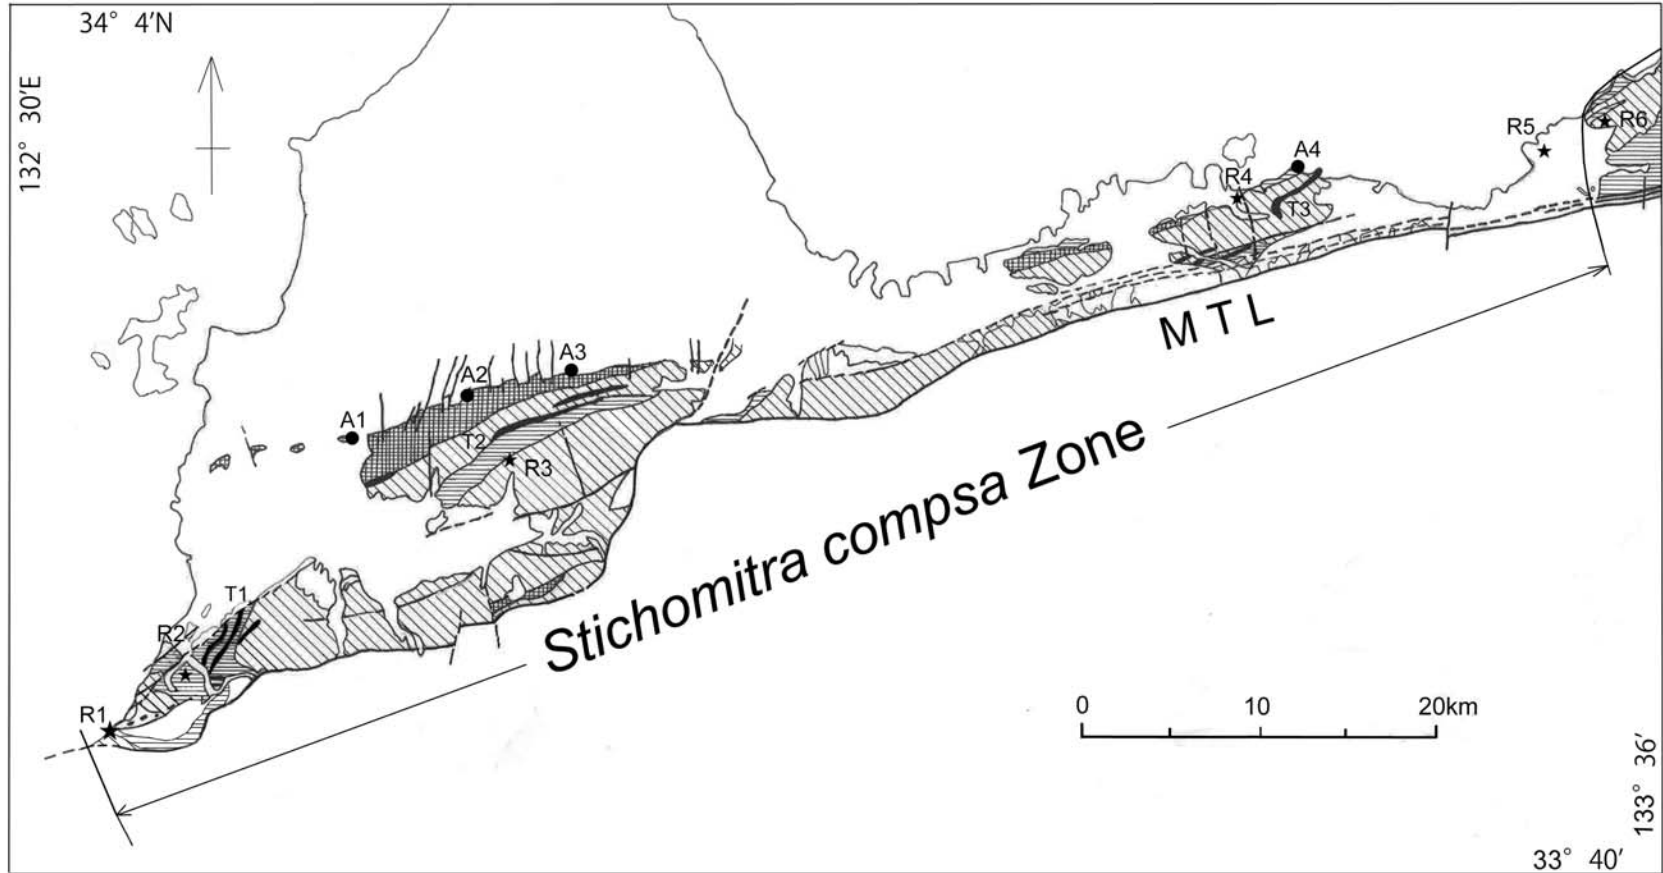 34° 4′N
132° 30′E
R5
R6
A4
R4
T3
M T L
A3
A2
A1
T2
R3
Stichomitra compsa Zone
T1
R2
R1
0 10 20km
133° 36′
33° 40′